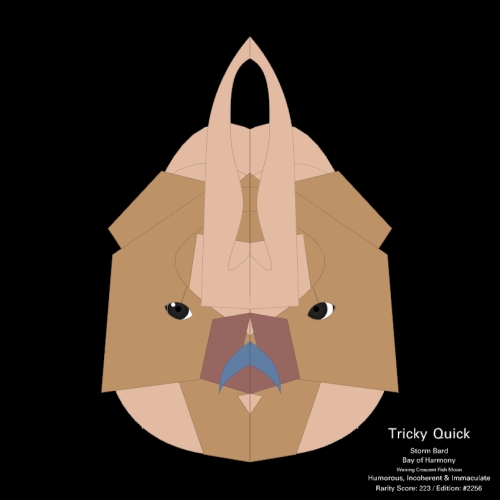 Tricky Quick
Storm Bard
Bay of Harmony
Waning Crescent Fish Moon
Humorous, Incoherent & Immaculate
Rarity Score: 223 / Edition: #2256